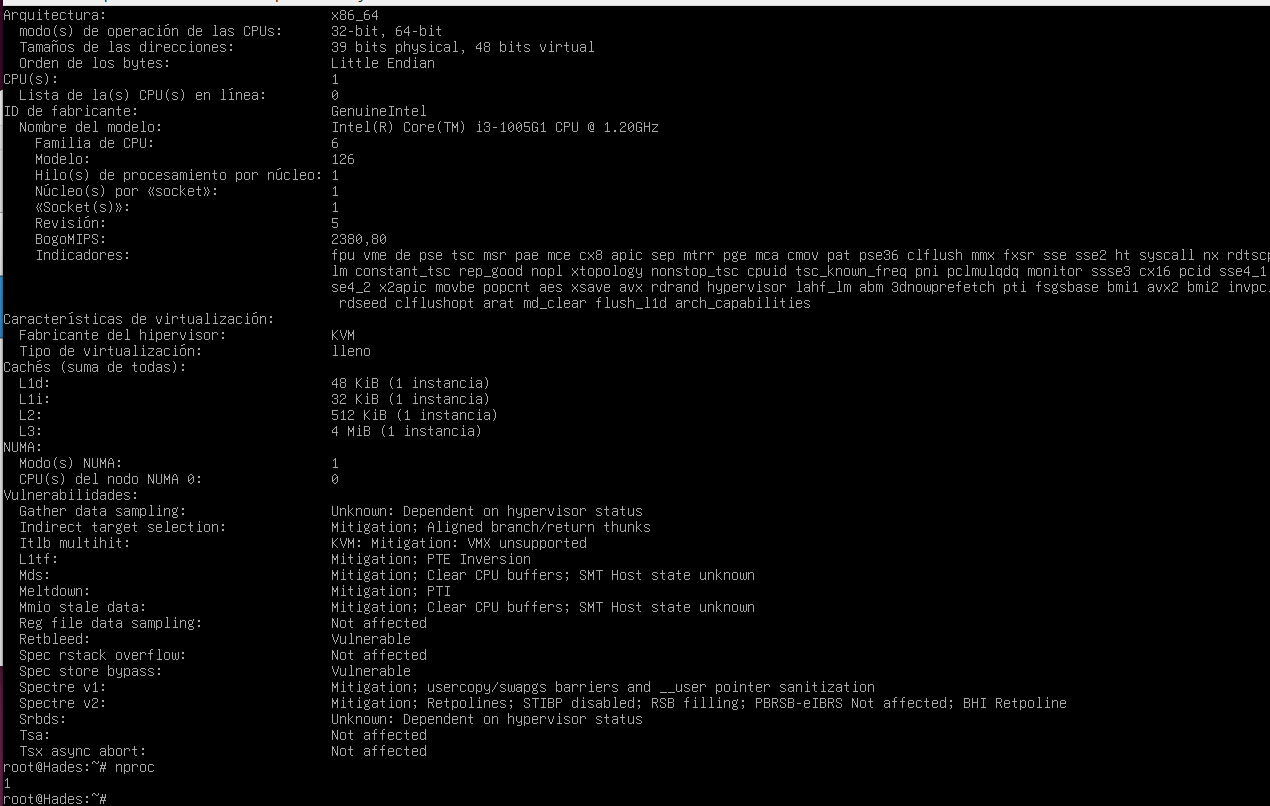 Arquitectura: x86_64
modo(s) de operación de las CPUs: 32-bit, 64-bit
Tamaños de las direcciones: 39 bits physical, 48 bits virtual
Orden de los bytes: Little Endian
CPU(s): 1
Lista de la(s) CPU(s) en línea: 0
ID de fabricante: GenuineIntel
Nombre del modelo: Intel(R) Core(TM) i3-1005G1 CPU @ 1.20GHz
Familia de CPU: 6
Modelo: 126
Hilo(s) de procesamiento por núcleo: 1
Núcleo(s) por «socket»: 1
«Socket(s)»: 1
Revisión: 5
BogoMIPS: 2380,80
Indicadores: fpu vme de pse tsc msr pae mce cx8 apic sep mtrr pge mca cmov pat pse36 clflush mmx fxsr sse sse2 ht syscall nx rdtscp
lm constant_tsc rep_good nopl xtopology nonstop_tsc cpuid tsc_known_freq pni pclmulqdq monitor ssse3 cx16 pcid sse4_1
se4_2 x2apic movbe popcnt aes xsave avx rdrand hypervisor lahf_lm abm 3dnowprefetch pti fsgsbase bmi1 avx2 bmi2 invpc
rdseed clflushopt arat md_clear flush_l1d arch_capabilities
Características de virtualización:
Fabricante del hipervisor: KVM
Tipo de virtualización: lleno
Cachés (suma de todas):
L1d: 48 KiB (1 instancia)
L1i: 32 KiB (1 instancia)
L2: 512 KiB (1 instancia)
L3: 4 MiB (1 instancia)
NUMA:
Modo(s) NUMA: 1
CPU(s) del nodo NUMA 0: 0
Vulnerabilidades:
Gather data sampling: Unknown: Dependent on hypervisor status
Indirect target selection: Mitigation; Aligned branch/return thunks
Itlb multihit: KVM: Mitigation: VMX unsupported
L1tf: Mitigation; PTE Inversion
Mds: Mitigation; Clear CPU buffers; SMT Host state unknown
Meltdown: Mitigation; PTI
Mmio stale data: Mitigation; Clear CPU buffers; SMT Host state unknown
Reg file data sampling: Not affected
Retbleed: Vulnerable
Spec rstack overflow: Not affected
Spec store bypass: Vulnerable
Spectre v1: Mitigation; usercopy/swapgs barriers and __user pointer sanitization
Spectre v2: Mitigation; Retpolines; STIBP disabled; RSB filling; PBRSB-eIBRS Not affected; BHI Retpoline
Srbds: Unknown: Dependent on hypervisor status
Tsa: Not affected
Tsx async abort: Not affected
root@Hades:~# nproc
1
root@Hades:~#